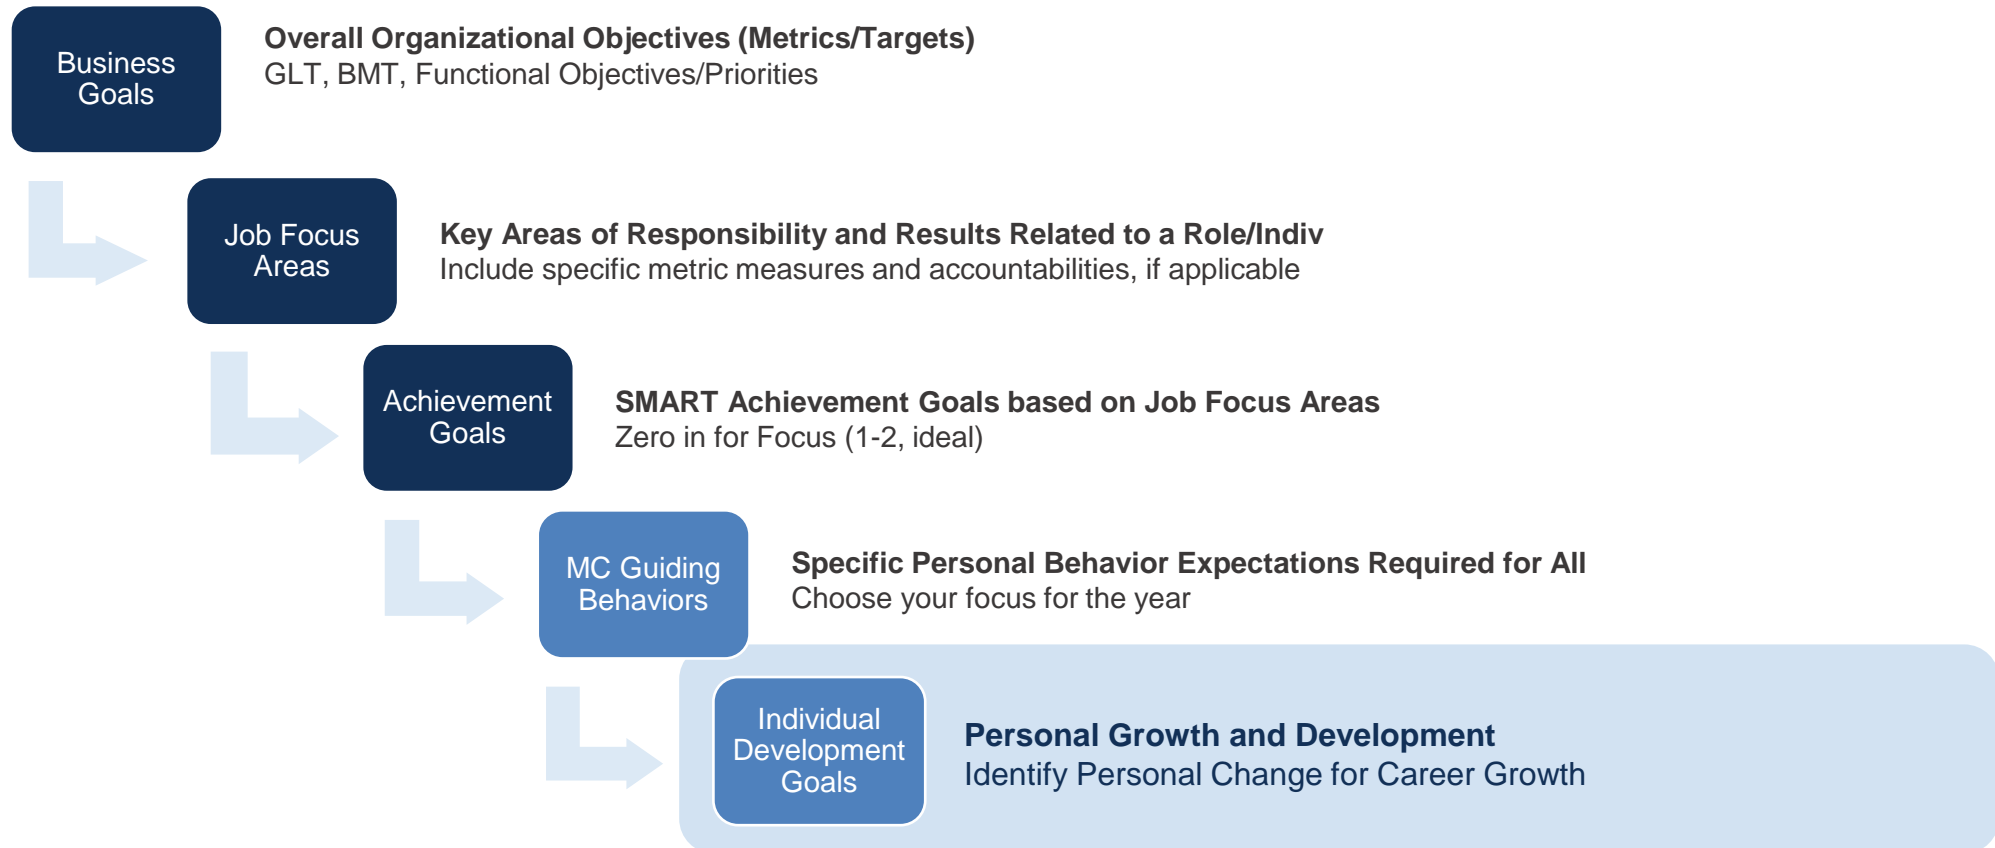 Business
Goals
Overall Organizational Objectives (Metrics/Targets)
GLT, BMT, Functional Objectives/Priorities
Job Focus
Areas
Key Areas of Responsibility and Results Related to a Role/Indiv
Include specific metric measures and accountabilities, if applicable
Achievement
Goals
SMART Achievement Goals based on Job Focus Areas
Zero in for Focus (1-2, ideal)
MC Guiding
Behaviors
Specific Personal Behavior Expectations Required for All
Choose your focus for the year
Individual
Development
Goals
Personal Growth and Development
Identify Personal Change for Career Growth